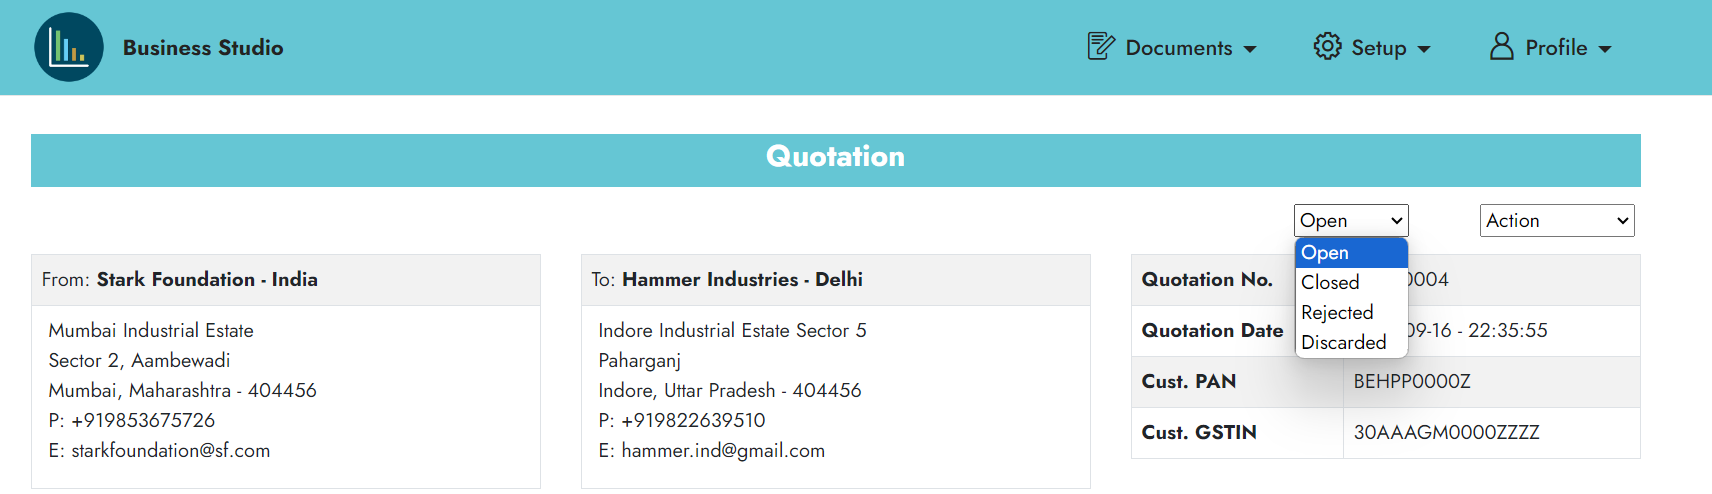 Business Studio
Documents
Setup
Profile
Quotation
Open
Action
Open
Closed
Rejected
Discarded
From: Stark Foundation - India
Mumbai Industrial Estate
Sector 2, Aambewadi
Mumbai, Maharashtra - 404456
P: +919853675726
E: starkfoundation@sf.com
To: Hammer Industries - Delhi
Indore Industrial Estate Sector 5
Paharganj
Indore, Uttar Pradesh - 404456
P: +919822639510
E: hammer.ind@gmail.com
Quotation No. 0004
Quotation Date 09-16 - 22:35:55
Cust. PAN BEHPP0000Z
Cust. GSTIN 30AAAGM0000ZZZZ